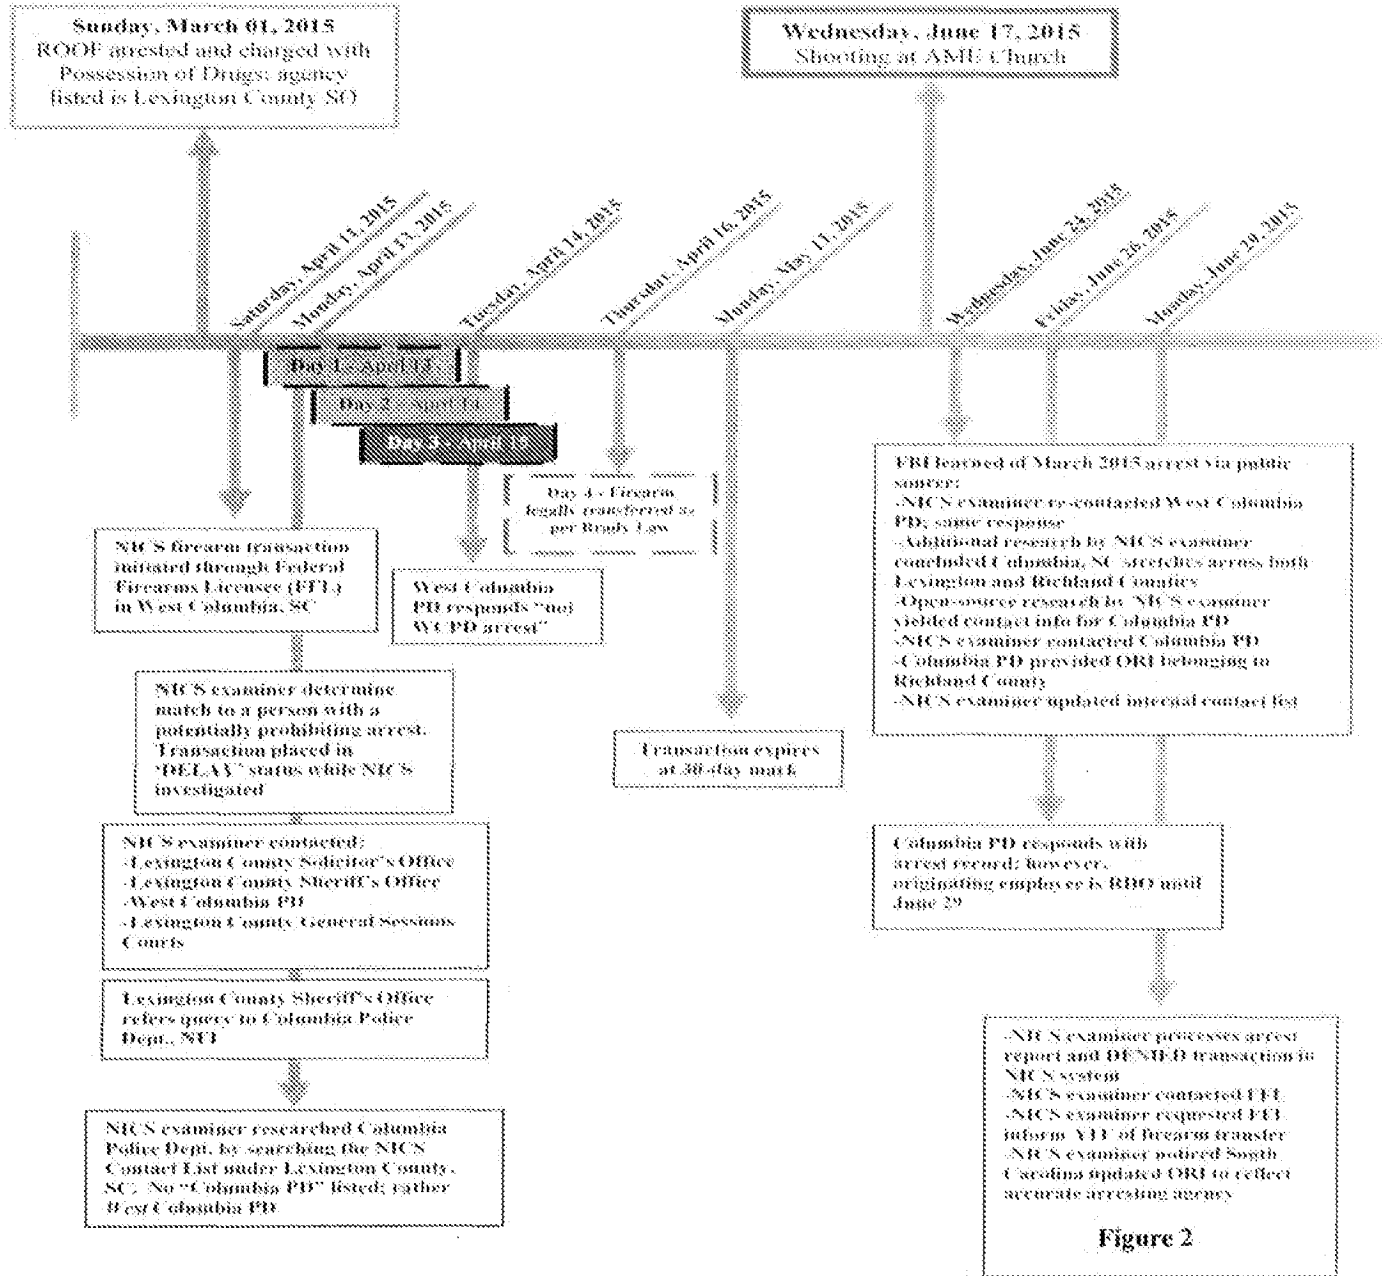 Sunday, March 01, 2015
ROOF arrested and charged with
Possession of Drugs; agency
listed is Lexington County SO
Wednesday, June 17, 2015
Shooting at AME Church
Saturday, April 11, 2015
Monday, April 13, 2015
Tuesday, April 14, 2015
Thursday, April 16, 2015
Monday, May 11, 2015
Wednesday, June 24, 2015
Friday, June 26, 2015
Monday, June 29, 2015
Day 1 - April 13
Day 2 - April 14
Day 3 - April 15
Day 4 - Firearm
legally transferred as
per Brady Law
NICS firearm transaction
initiated through Federal
Firearms Licensee (FFL)
in West Columbia, SC
West Columbia
PD responds "no
WCPD arrest"
NICS examiner determine
match to a person with a
potentially prohibiting arrest.
Transaction placed in
'DELAY' status while NICS
investigated
NICS examiner contacted:
-Lexington County Solicitor's Office
-Lexington County Sheriff's Office
-West Columbia PD
-Lexington County General Sessions
Courts
Lexington County Sheriff's Office
refers query to Columbia Police
Dept., NFI
NICS examiner researched Columbia
Police Dept. by searching the NICS
Contact List under Lexington County,
SC. No "Columbia PD" listed; rather
West Columbia PD
Transaction expires
at 30-day mark
FBI learned of March 2015 arrest via public
source:
-NICS examiner re-contacted West Columbia
PD; same response
-Additional research by NICS examiner
concluded Columbia, SC stretches across both
Lexington and Richland Counties
-Open-source research by NICS examiner
yielded contact info for Columbia PD
-NICS examiner contacted Columbia PD
-Columbia PD provided ORI belonging to
Richland County
-NICS examiner updated internal contact list
Columbia PD responds with
arrest record; however,
originating employee is RDO until
June 29
-NICS examiner processes arrest
report and DENIED transaction in
NICS system
-NICS examiner contacted FFL
-NICS examiner requested FFL
inform ATF of firearm transfer
-NICS examiner noticed South
Carolina updated ORI to reflect
accurate arresting agency
Figure 2